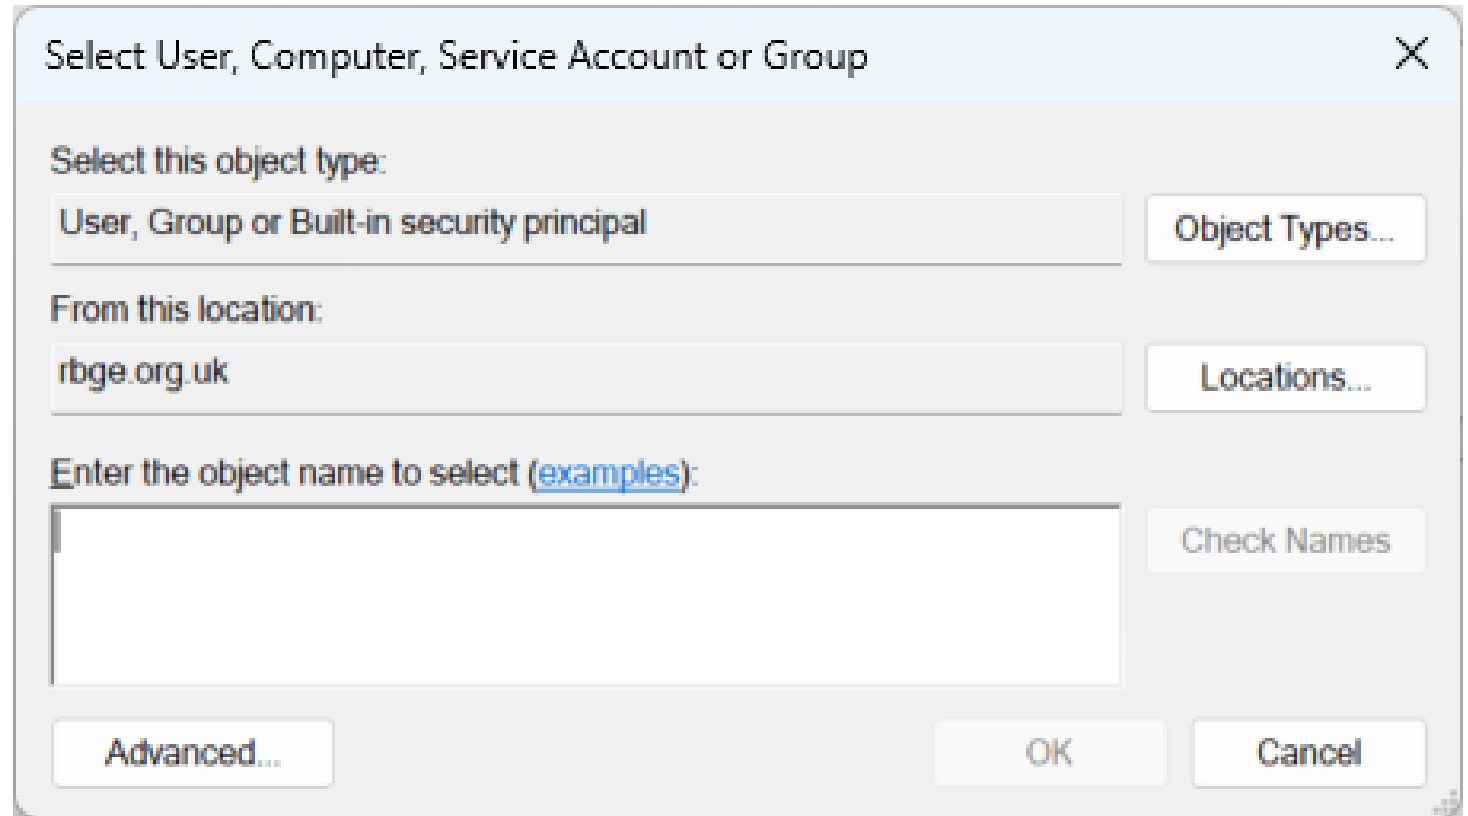 Select User, Computer, Service Account or Group
Select this object type:
User, Group or Built-in security principal
Object Types...
From this location:
rbge.org.uk
Locations...
Enter the object name to select (examples):
Check Names
Advanced...
OK
Cancel